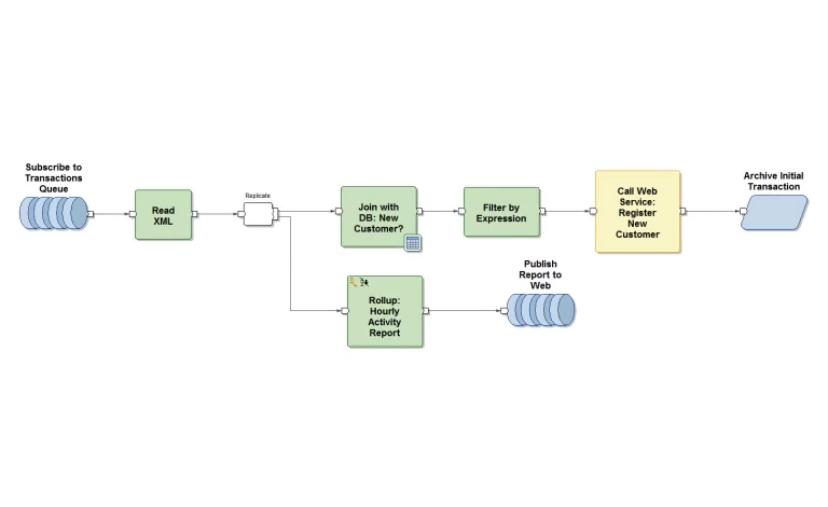 Subscribe to
Transactions
Queue
Read
XML
Replicate
Join with
DB: New
Customer?
Filter by
Expression
Call Web
Service:
Register
New
Customer
Archive Initial
Transaction
Rollup:
Hourly
Activity
Report
Publish
Report to
Web